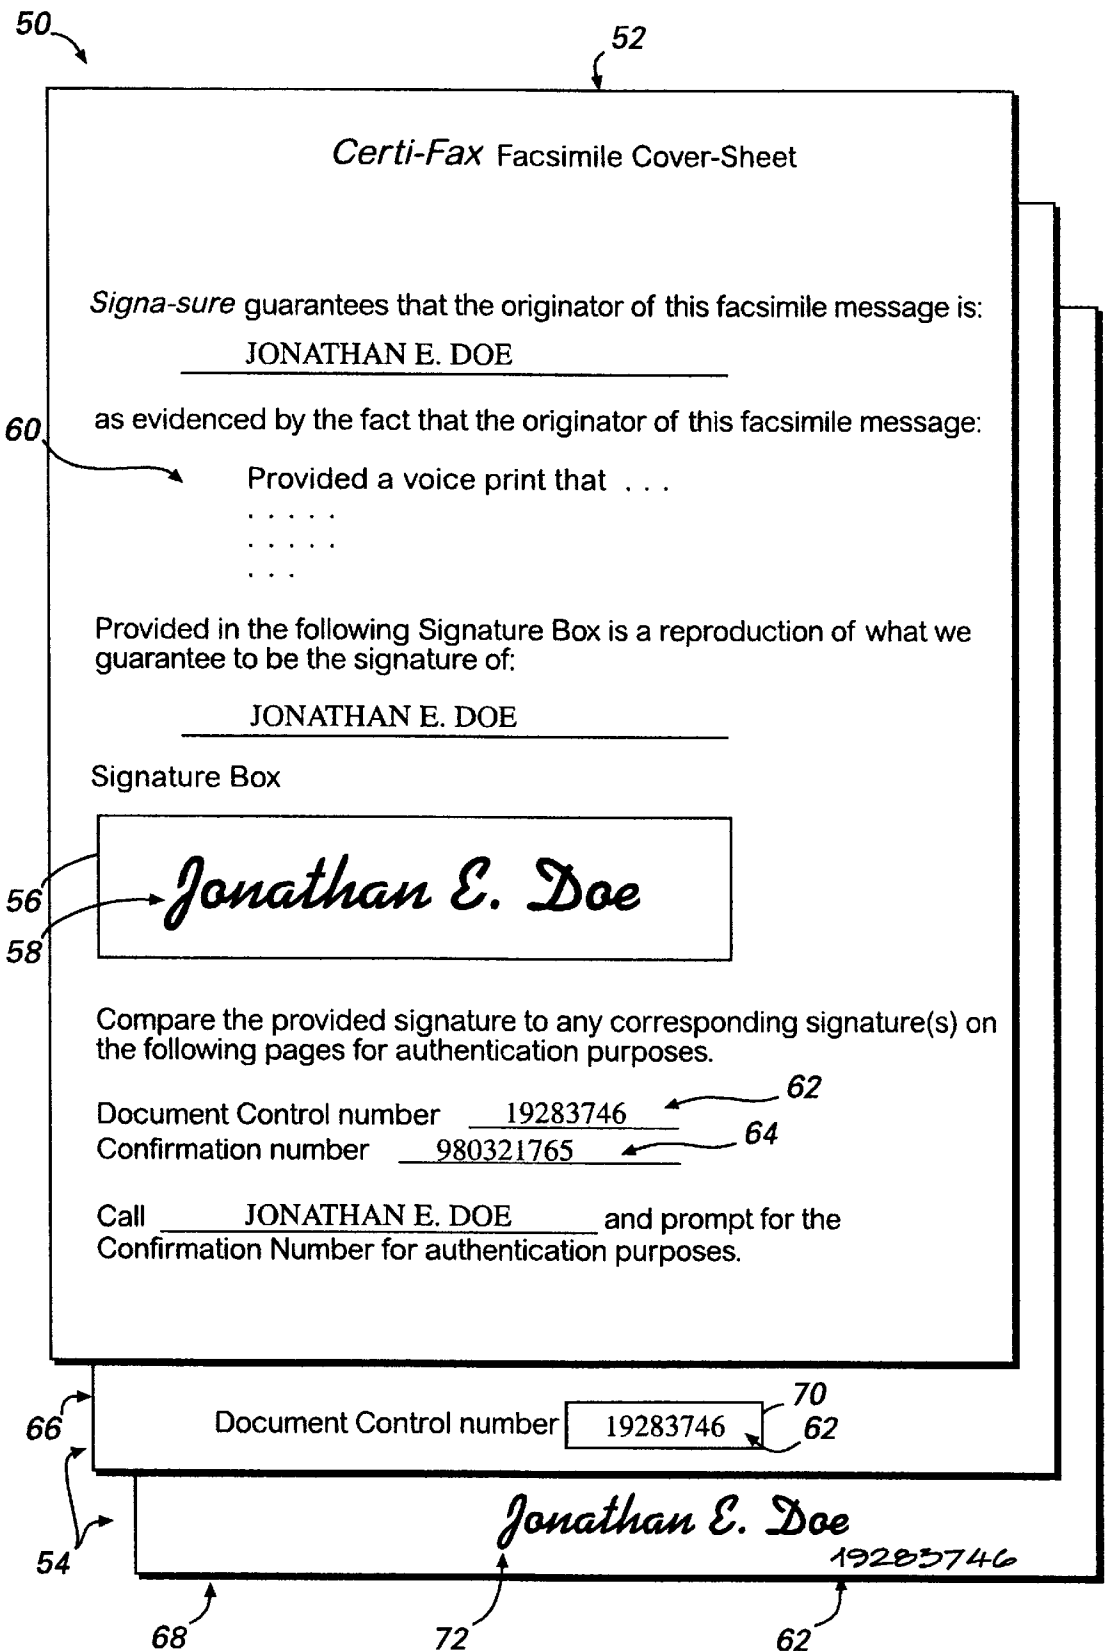 50
52
Certi-Fax Facsimile Cover-Sheet
Signa-sure guarantees that the originator of this facsimile message is:
JONATHAN E. DOE
as evidenced by the fact that the originator of this facsimile message:
60
Provided a voice print that . . .
. . . . .
. . . . .
. . .
Provided in the following Signature Box is a reproduction of what we
guarantee to be the signature of:
JONATHAN E. DOE
Signature Box
Jonathan E. Doe
56
58
Compare the provided signature to any corresponding signature(s) on
the following pages for authentication purposes.
Document Control number 19283746 62
Confirmation number 980321765 64
Call JONATHAN E. DOE and prompt for the
Confirmation Number for authentication purposes.
66
Document Control number 19283746
70
62
Jonathan E. Doe
19283746
54
68
72
62